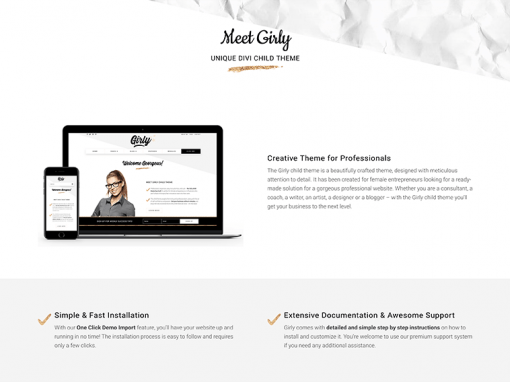 Meet Girly
UNIQUE DIVI CHILD THEME
Girly
Welcome Gorgeous!
Creative Theme for Professionals
The Girly child theme is a beautifully crafted theme, designed with meticulous
attention to detail. It has been created for female entrepreneurs looking for a ready-
made solution for a gorgeous professional website. Whether you are a consultant, a
coach, a writer, an artist, a designer or a blogger – with the Girly child theme you'll
get your business to the next level.
Simple & Fast Installation
With our One Click Demo Import feature, you'll have your website up and
running in no time! The installation process is easy to follow and requires
only a few clicks.
Extensive Documentation & Awesome Support
Girly comes with detailed and simple step by step instructions on how to
install and customize it. You're welcome to use our premium support system
if you need any additional assistance.